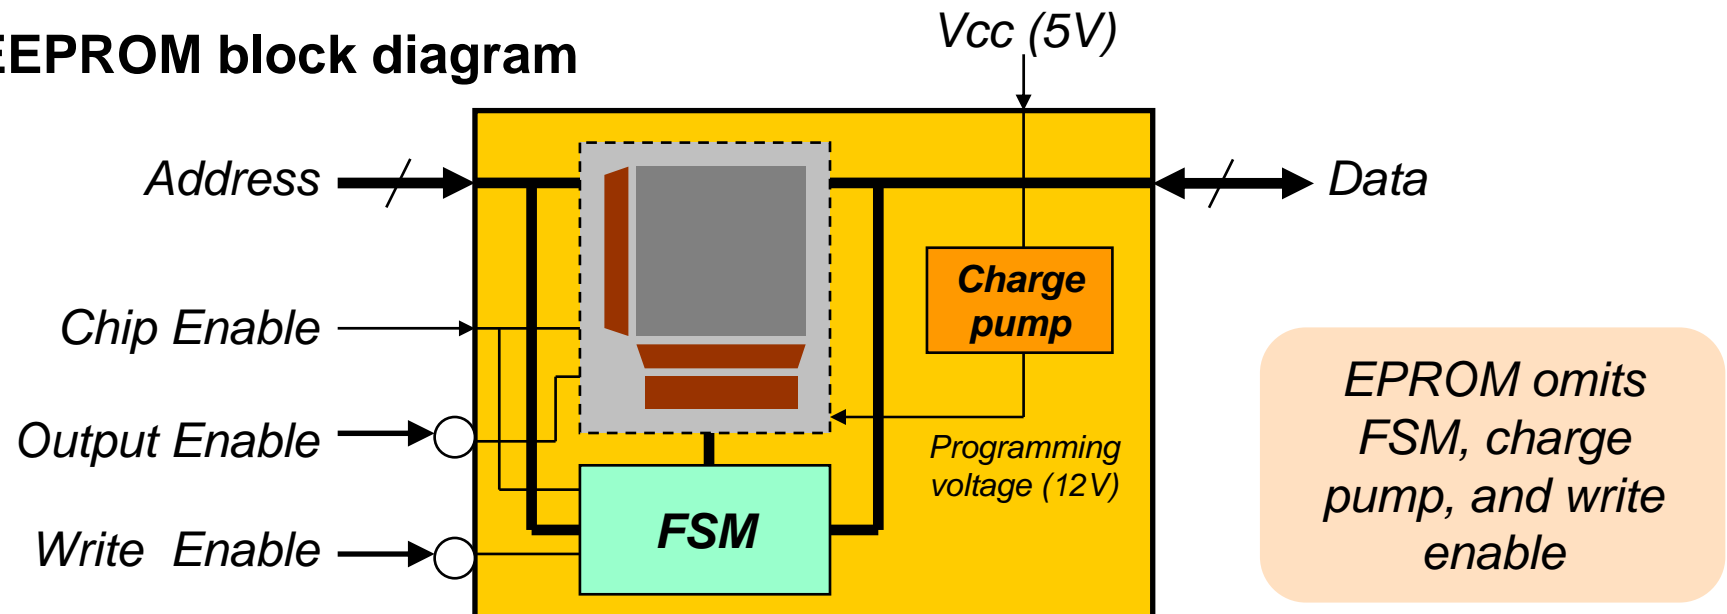 EEPROM block diagram
Vcc (5V)
Address
Data
Charge
pump
Chip Enable
Output Enable
Programming
voltage (12V)
FSM
Write Enable
EPROM omits
FSM, charge
pump, and write
enable